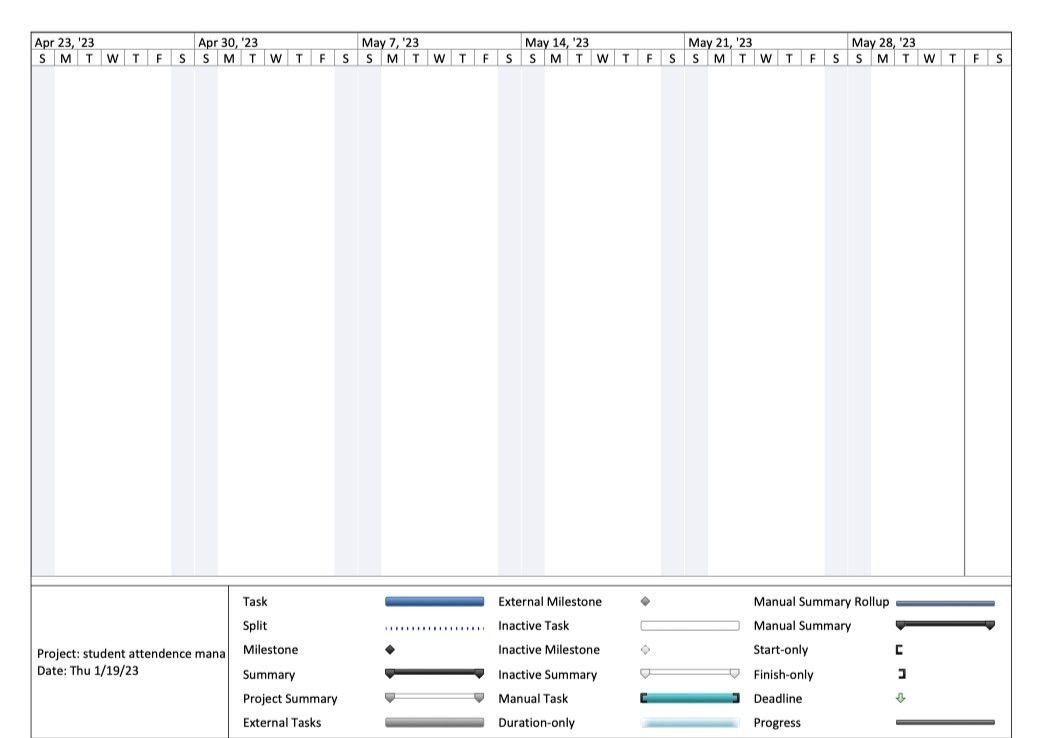 Apr 23, '23 Apr 30, '23 May 7, '23 May 14, '23 May 21, '23 May 28, '23
S M T W T F S S M T W T F S S M T W T F S S M T W T F S S M T W T F S S M T W T F S
Task External Milestone Manual Summary Rollup
Split Inactive Task Manual Summary
Milestone Inactive Milestone Start-only
Project: student attendence mana
Date: Thu 1/19/23
Summary Inactive Summary Finish-only
Project Summary Manual Task Deadline
External Tasks Duration-only Progress